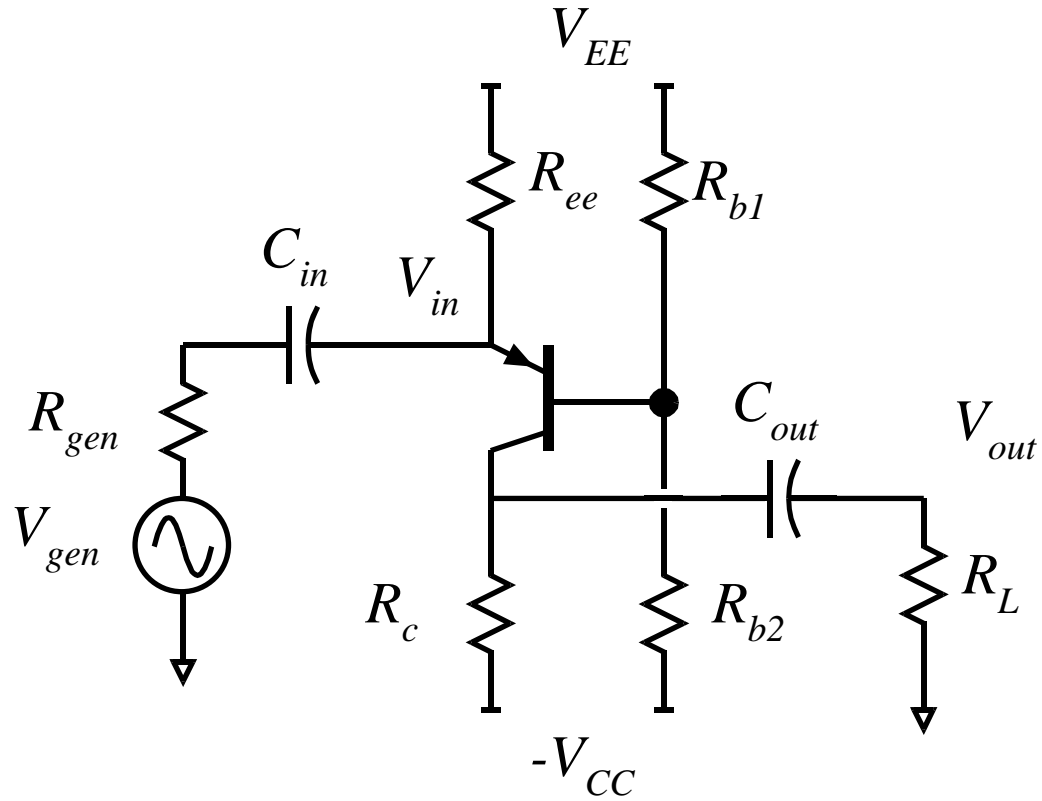 V_EE
R_ee
R_b1
C_in
V_in
R_gen
C_out
V_out
V_gen
R_c
R_b2
R_L
-V_CC